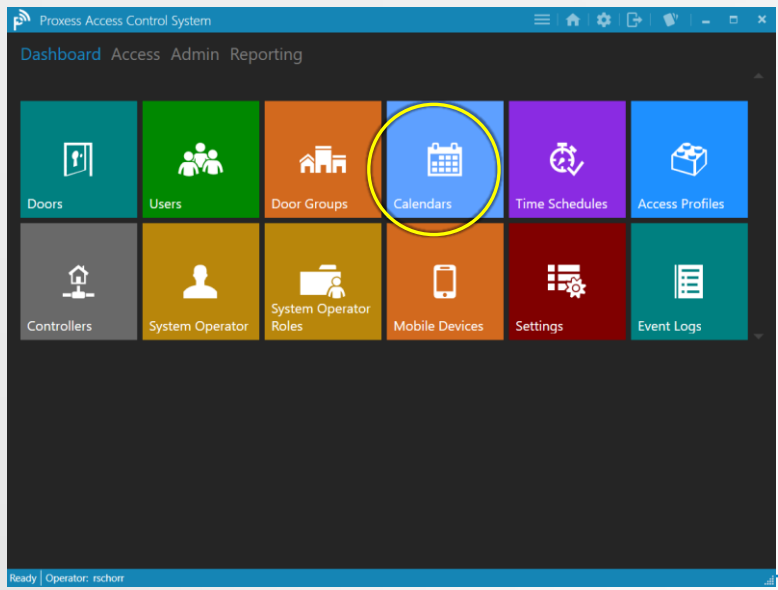 Proxess Access Control System
Dashboard Access Admin Reporting
Doors
Users
Door Groups
Calendars
Time Schedules
Access Profiles
Controllers
System Operator
System Operator
Roles
Mobile Devices
Settings
Event Logs
Ready Operator: rschorr